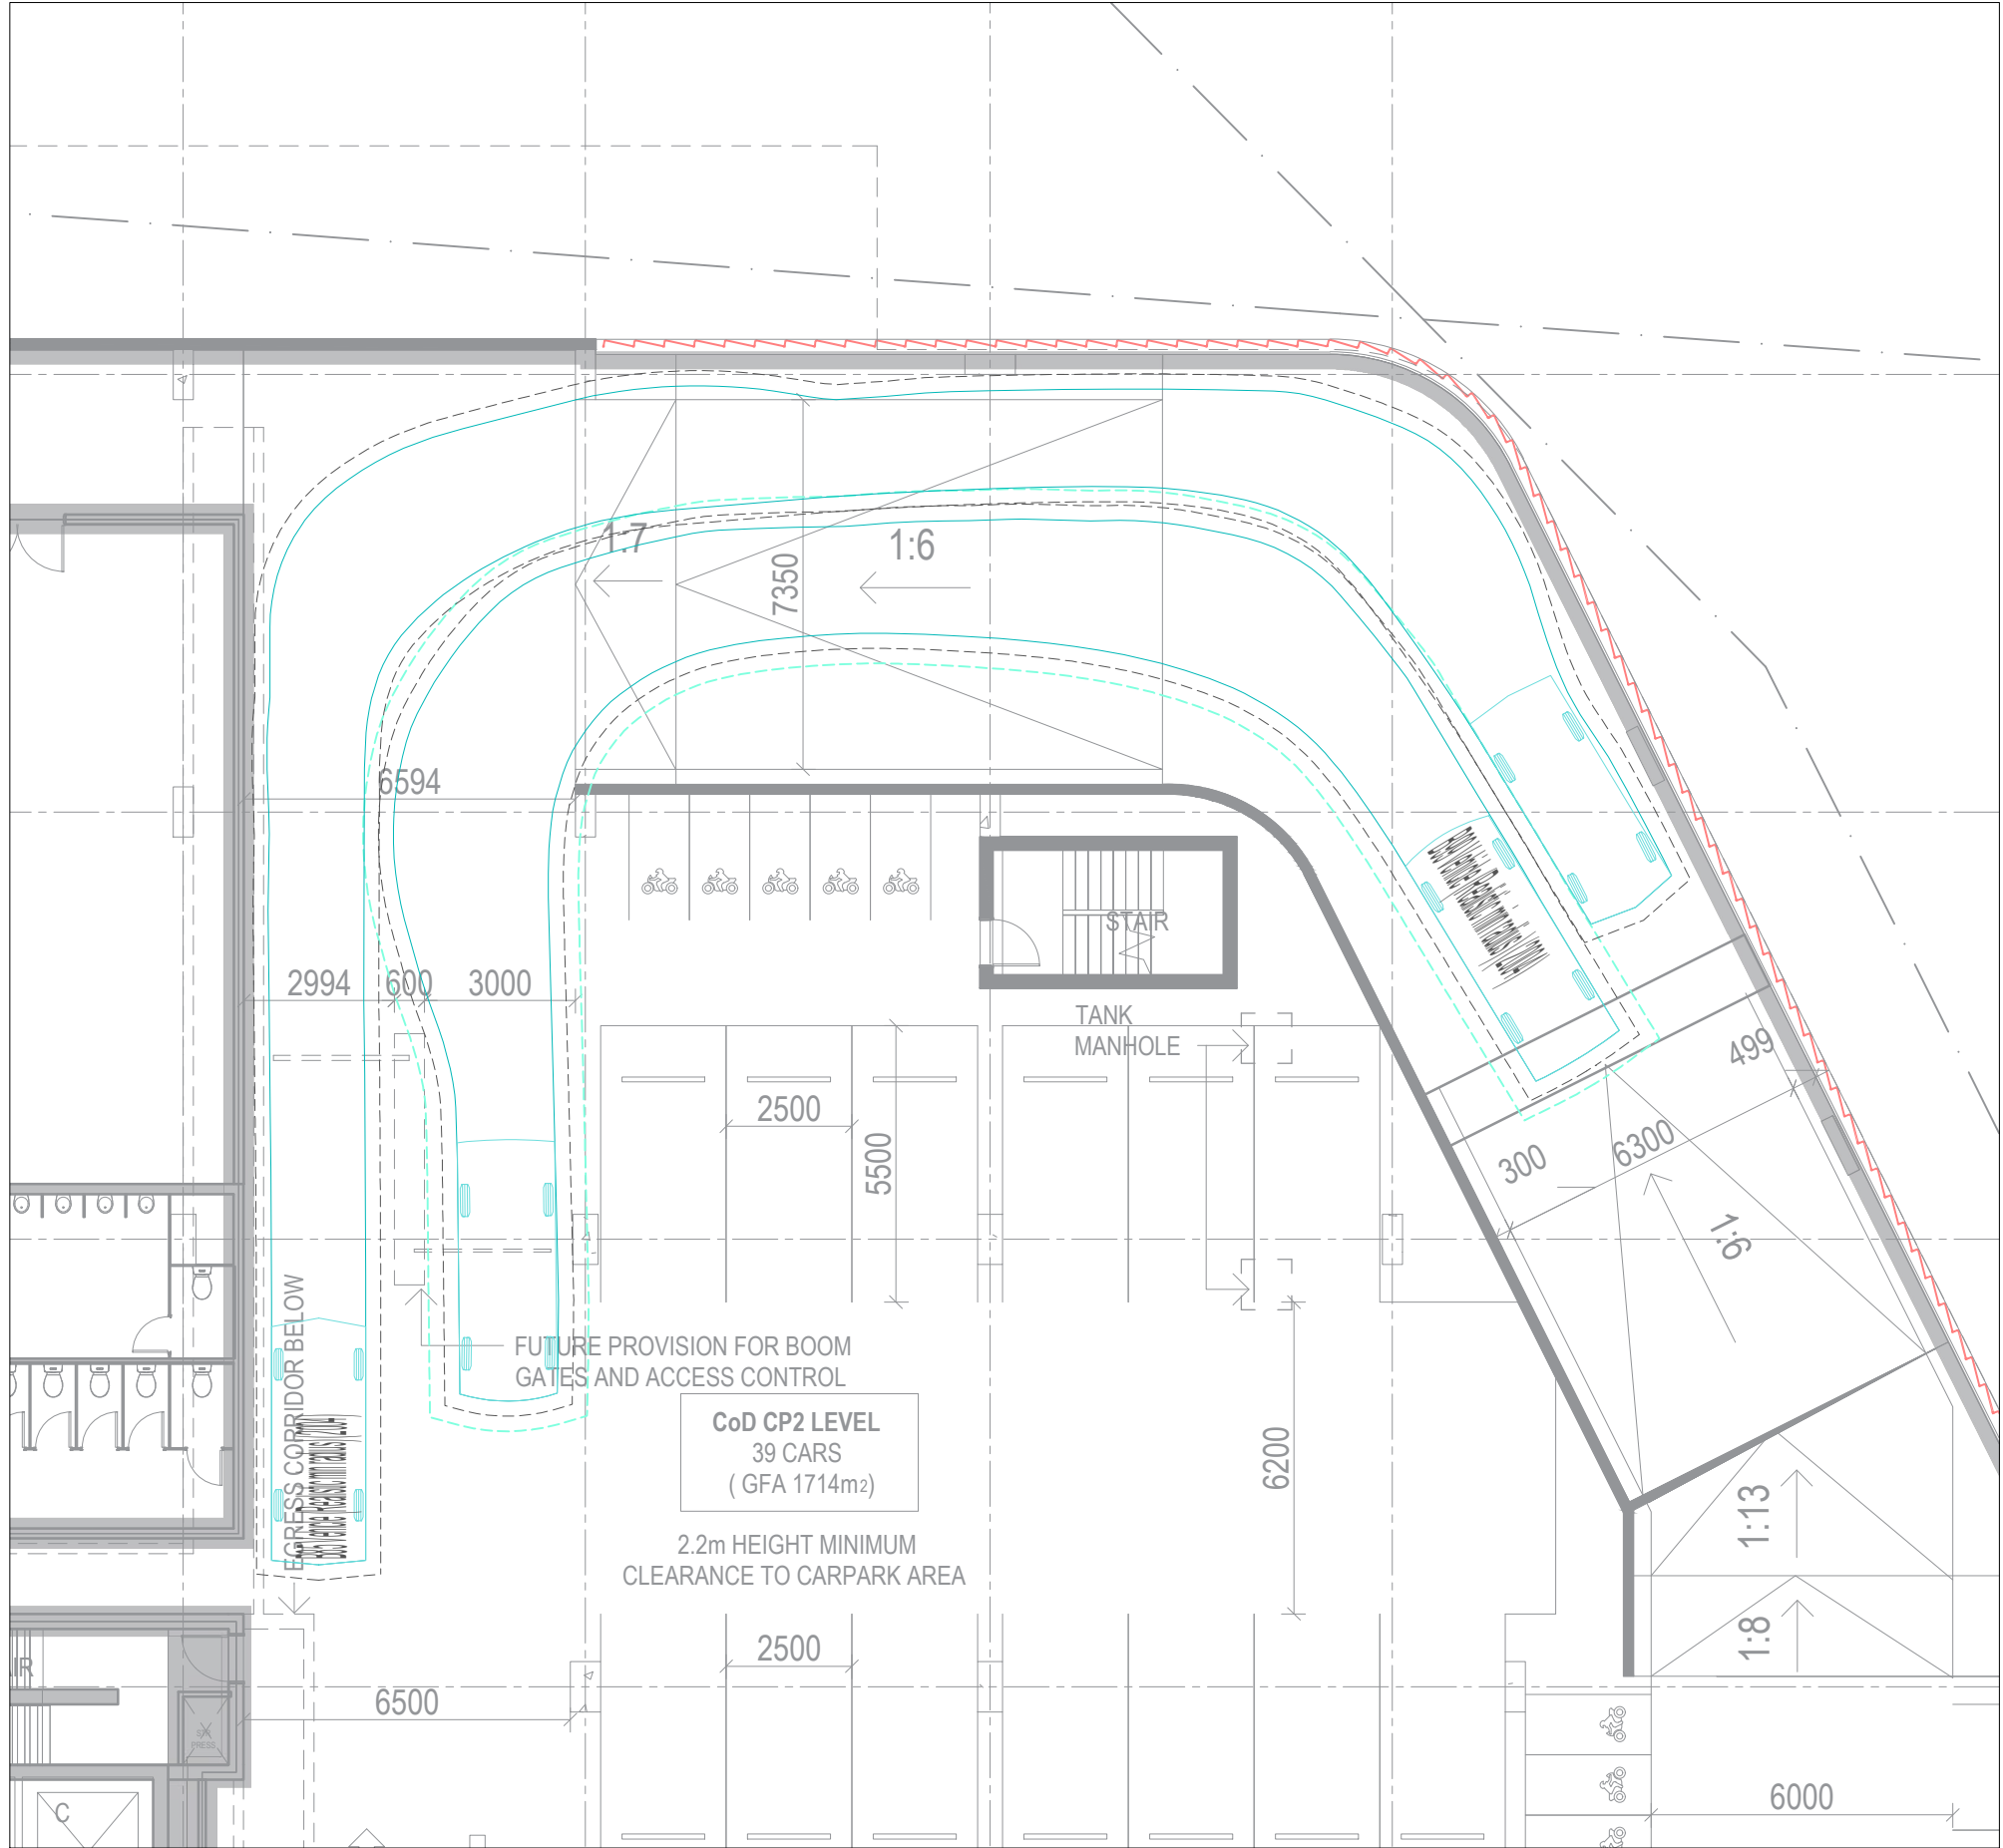 1:7
1:6
7350
6594
2994
600
3000
STAIR
TANK
MANHOLE
499
2500
5500
300
6300
1:6
EGRESS CORRIDOR BELOW
FUTURE PROVISION FOR BOOM
GATES AND ACCESS CONTROL
CoD CP2 LEVEL
39 CARS
( GFA 1714m2)
6200
1:13
2.2m HEIGHT MINIMUM
CLEARANCE TO CARPARK AREA
1:8
2500
6500
PRESS
6000
C